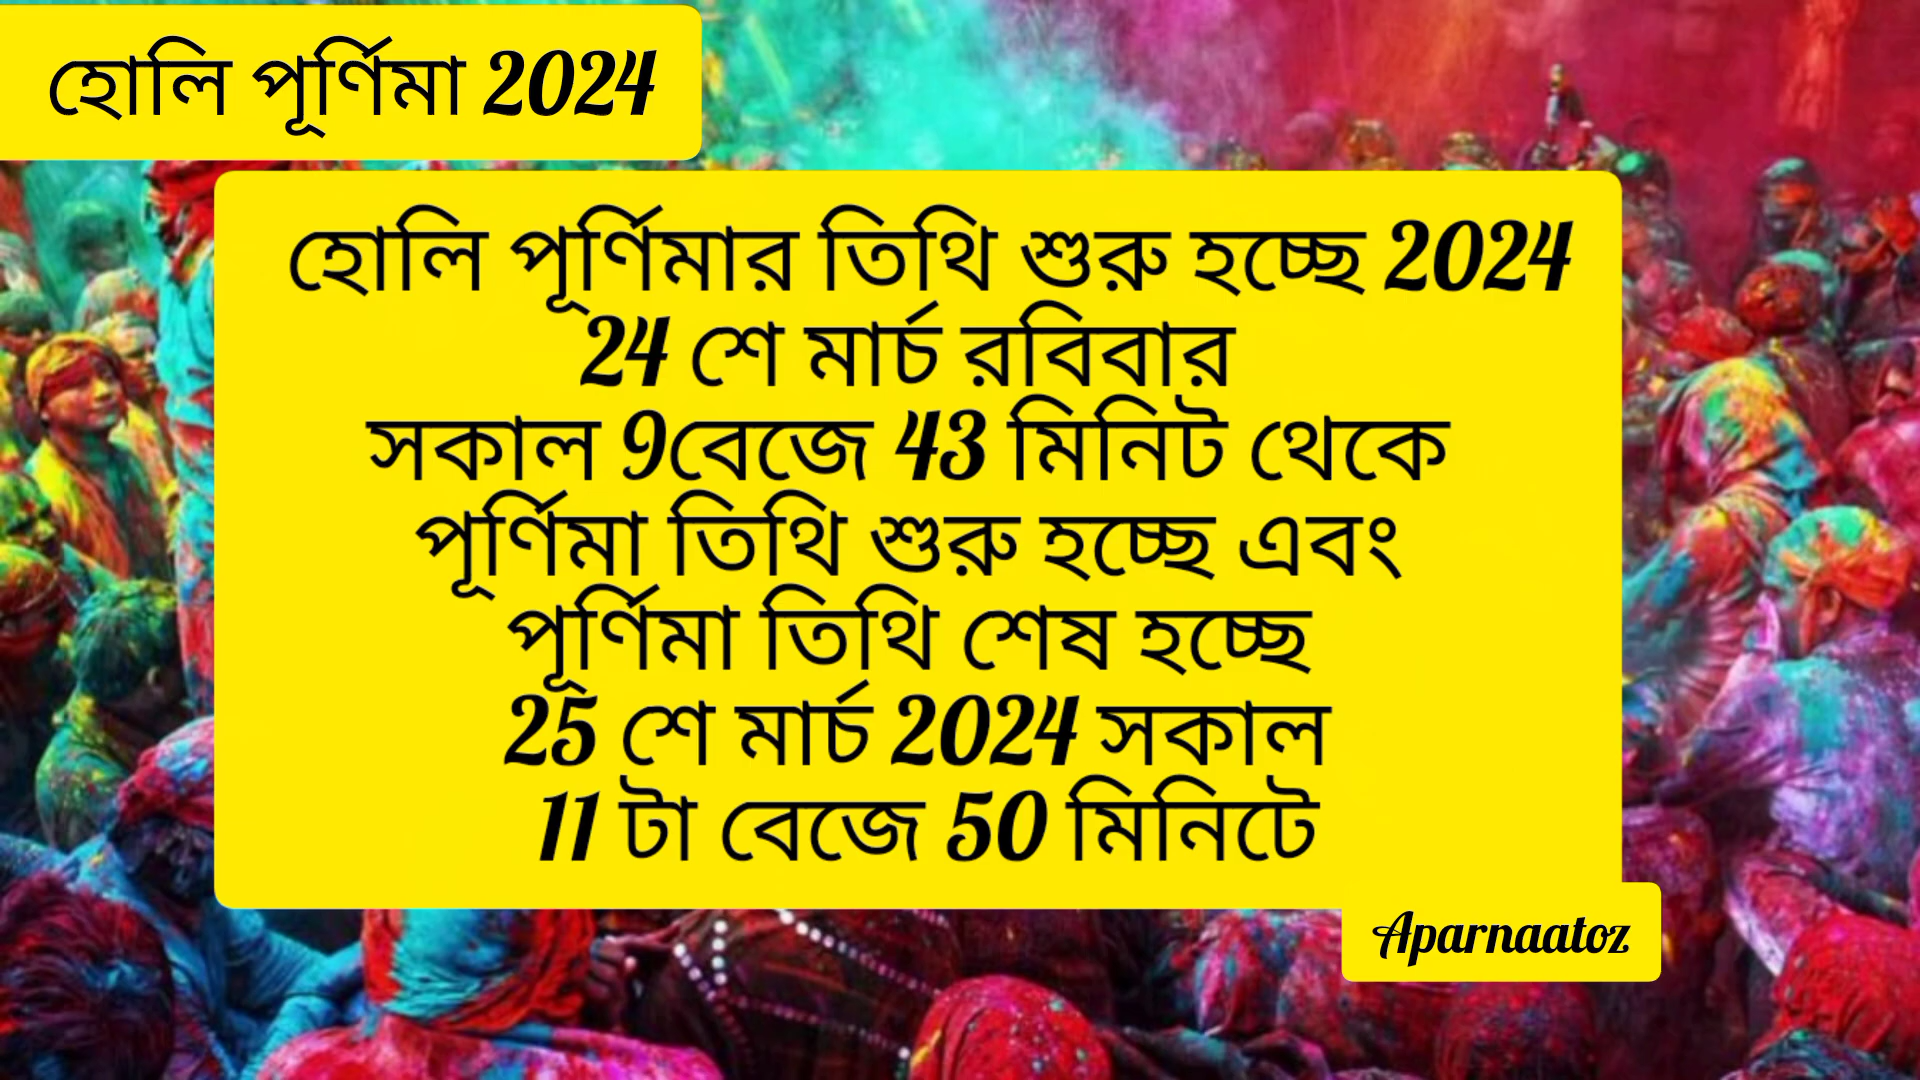 হোলি পূর্ণিমা 2024
হোলি পূর্ণিমার তিথি শুরু হচ্ছে 2024
24 শে মার্চ রবিবার
সকাল 9বেজে 43 মিনিট থেকে
পূর্ণিমা তিথি শুরু হচ্ছে এবং
পূর্ণিমা তিথি শেষ হচ্ছে
25 শে মার্চ 2024 সকাল
11 টা বেজে 50 মিনিটে
Aparnaatoz